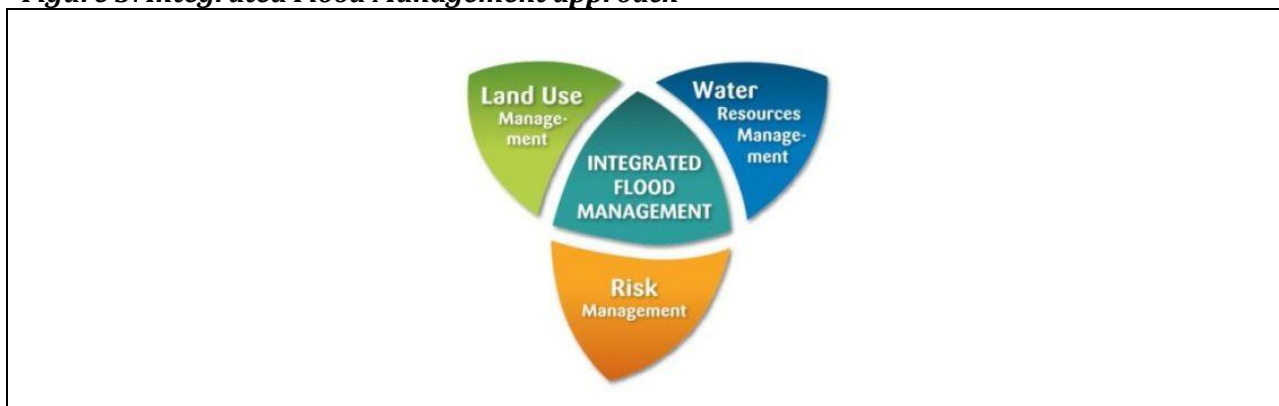 Land Use
Manage-
ment
Water
Resources
Manage-
ment
INTEGRATED
FLOOD
MANAGEMENT
Risk
Management